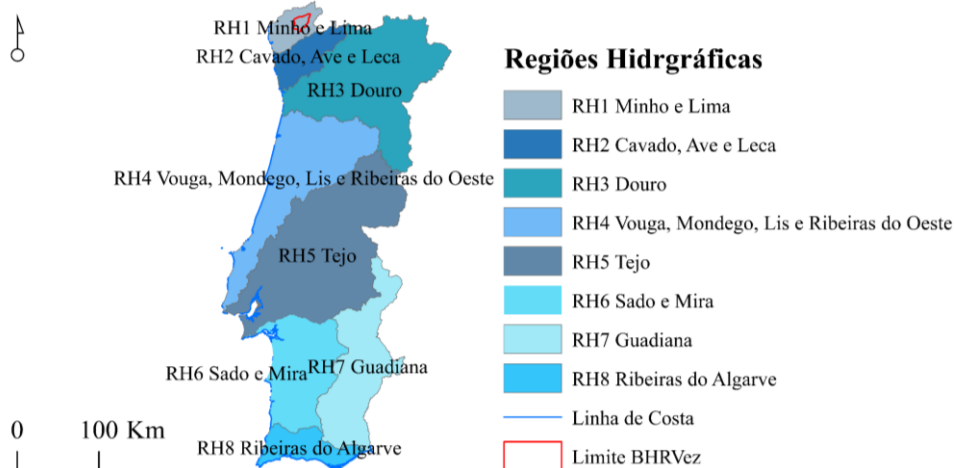 RH1 Minho e Lima
RH2 Cavado, Ave e Leca
RH3 Douro
RH4 Vouga, Mondego, Lis e Ribeiras do Oeste
RH5 Tejo
RH6 Sado e Mira
RH7 Guadiana
RH8 Ribeiras do Algarve
0 100 Km
Regiões Hidrgráficas
RH1 Minho e Lima
RH2 Cavado, Ave e Leca
RH3 Douro
RH4 Vouga, Mondego, Lis e Ribeiras do Oeste
RH5 Tejo
RH6 Sado e Mira
RH7 Guadiana
RH8 Ribeiras do Algarve
Linha de Costa
Limite BHRVez